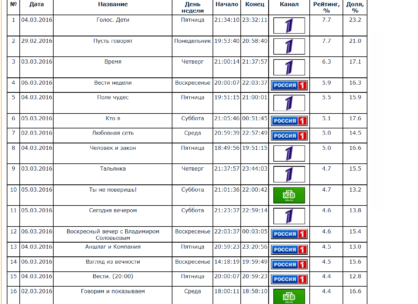 № Дата Название День недели Начало Конец Канал Рейтинг, % Доля, %
1 04.03.2016 Голос. Дети Пятница 21:34:10 23:32:11 1 7.7 23.2
2 29.02.2016 Пусть говорят Понедельник 19:53:40 20:58:40 1 7.7 21.0
3 03.03.2016 Время Четверг 21:00:14 21:37:57 1 6.3 17.1
4 06.03.2016 Вести недели Воскресенье 20:00:07 22:03:37 РОССИЯ 1 5.9 16.3
5 04.03.2016 Поле чудес Пятница 19:51:15 21:00:01 1 5.5 15.9
6 05.03.2016 Кто я Суббота 21:05:46 00:51:45 РОССИЯ 1 5.1 17.6
7 02.03.2016 Любовная сеть Среда 20:59:39 22:57:49 РОССИЯ 1 5.0 14.5
8 04.03.2016 Человек и закон Пятница 18:49:56 19:51:15 1 5.0 16.6
9 03.03.2016 Тальянка Четверг 21:37:57 23:44:03 1 4.7 15.5
10 05.03.2016 Ты не поверишь! Суббота 21:01:36 22:00:42 НТВ 4.7 13.2
11 05.03.2016 Сегодня вечером Суббота 21:23:37 22:59:14 1 4.6 13.8
12 06.03.2016 Воскресный вечер с Владимиром Соловьевым Воскресенье 22:03:37 00:03:05 РОССИЯ 1 4.6 15.4
13 04.03.2016 Аншлаг и Компания Пятница 20:59:23 23:20:56 РОССИЯ 1 4.5 13.0
14 06.03.2016 Взгляд из вечности Воскресенье 14:18:19 19:59:49 РОССИЯ 1 4.5 15.6
15 04.03.2016 Вести. (20:00) Пятница 20:00:07 20:59:23 РОССИЯ 1 4.4 12.8
16 02.03.2016 Говорим и показываем Среда 18:00:11 18:58:10 НТВ 4.4 16.6